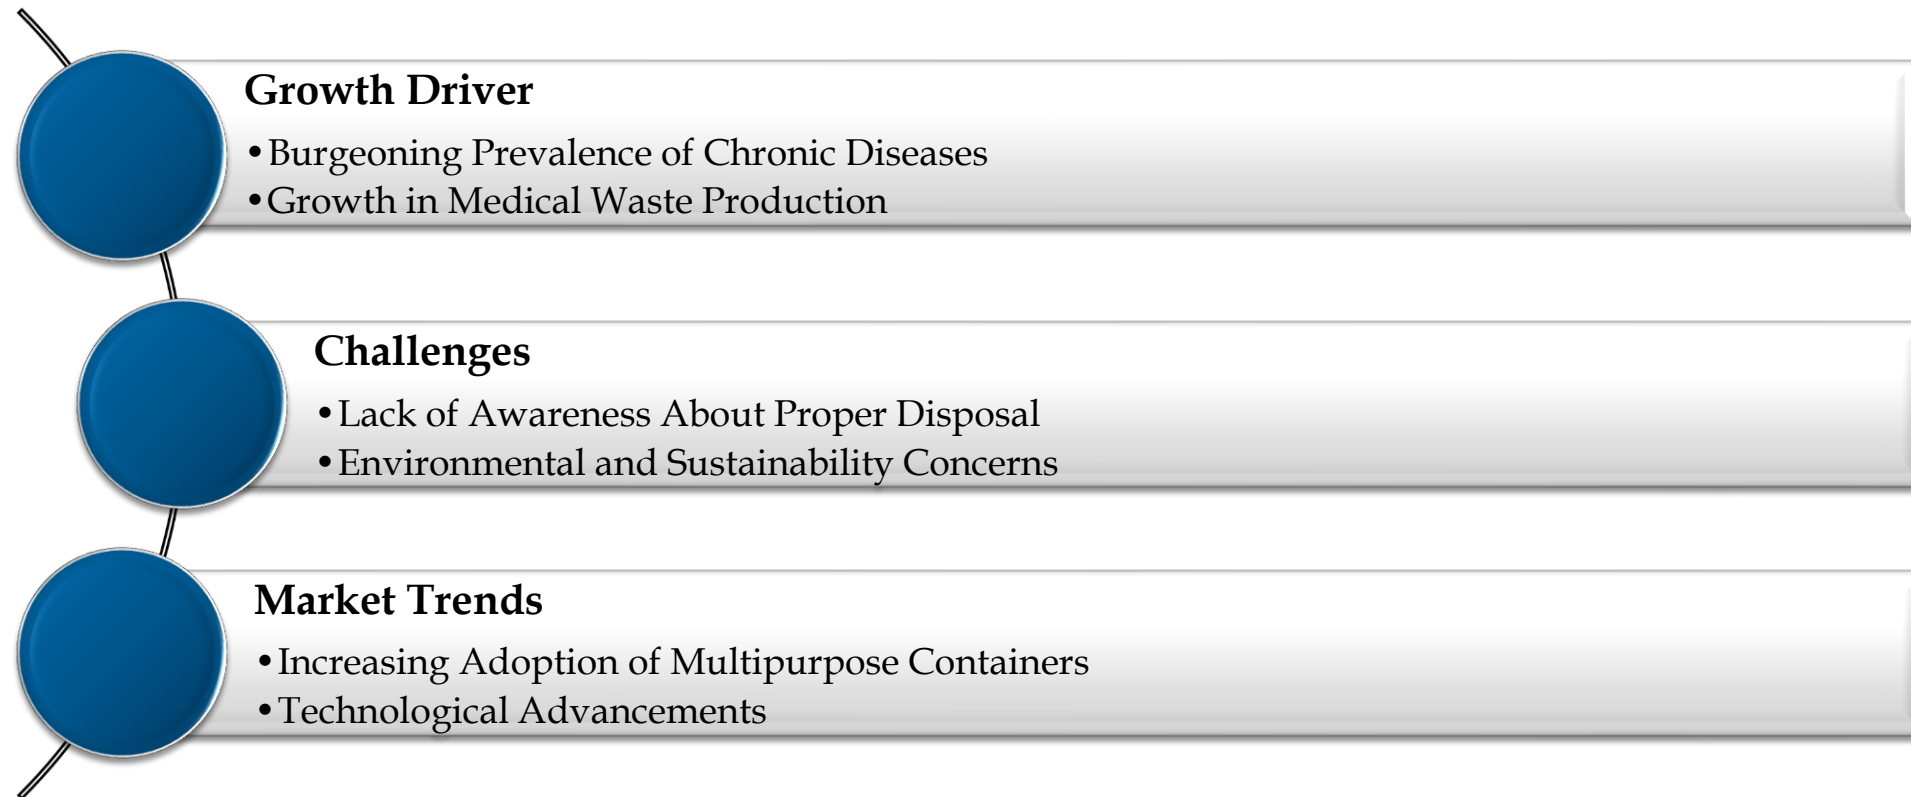 Growth Driver
•Burgeoning Prevalence of Chronic Diseases
•Growth in Medical Waste Production
Challenges
•Lack of Awareness About Proper Disposal
•Environmental and Sustainability Concerns
Market Trends
•Increasing Adoption of Multipurpose Containers
•Technological Advancements